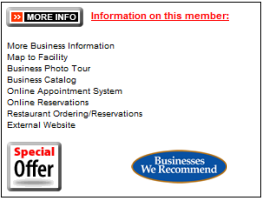 » MORE INFO Information on this member:
More Business Information
Map to Facility
Business Photo Tour
Business Catalog
Online Appointment System
Online Reservations
Restaurant Ordering/Reservations
External Website
Special
Offer
Businesses
We Recommend